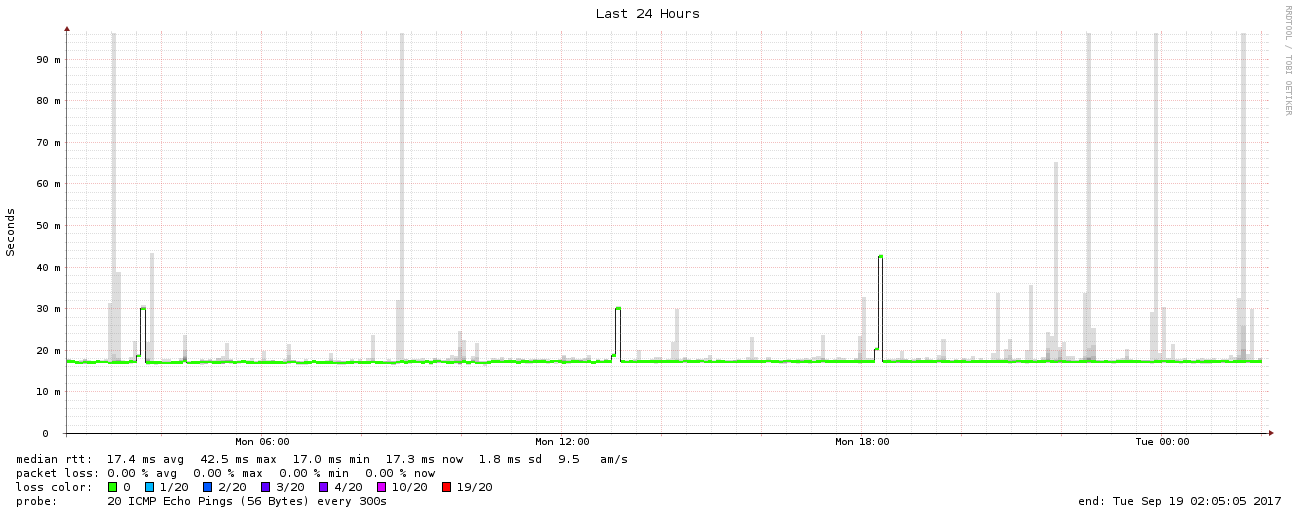 Last 24 Hours
RRDTOOL / TOBI OETIKER
Seconds
90 m
80 m
70 m
60 m
50 m
40 m
30 m
20 m
10 m
0
Mon 06:00 Mon 12:00 Mon 18:00 Tue 00:00
median rtt: 17.4 ms avg 42.5 ms max 17.0 ms min 17.3 ms now 1.8 ms sd 9.5 am/s
packet loss: 0.00 % avg 0.00 % max 0.00 % min 0.00 % now
loss color: 0 1/20 2/20 3/20 4/20 10/20 19/20
probe: 20 ICMP Echo Pings (56 Bytes) every 300s end: Tue Sep 19 02:05:05 2017